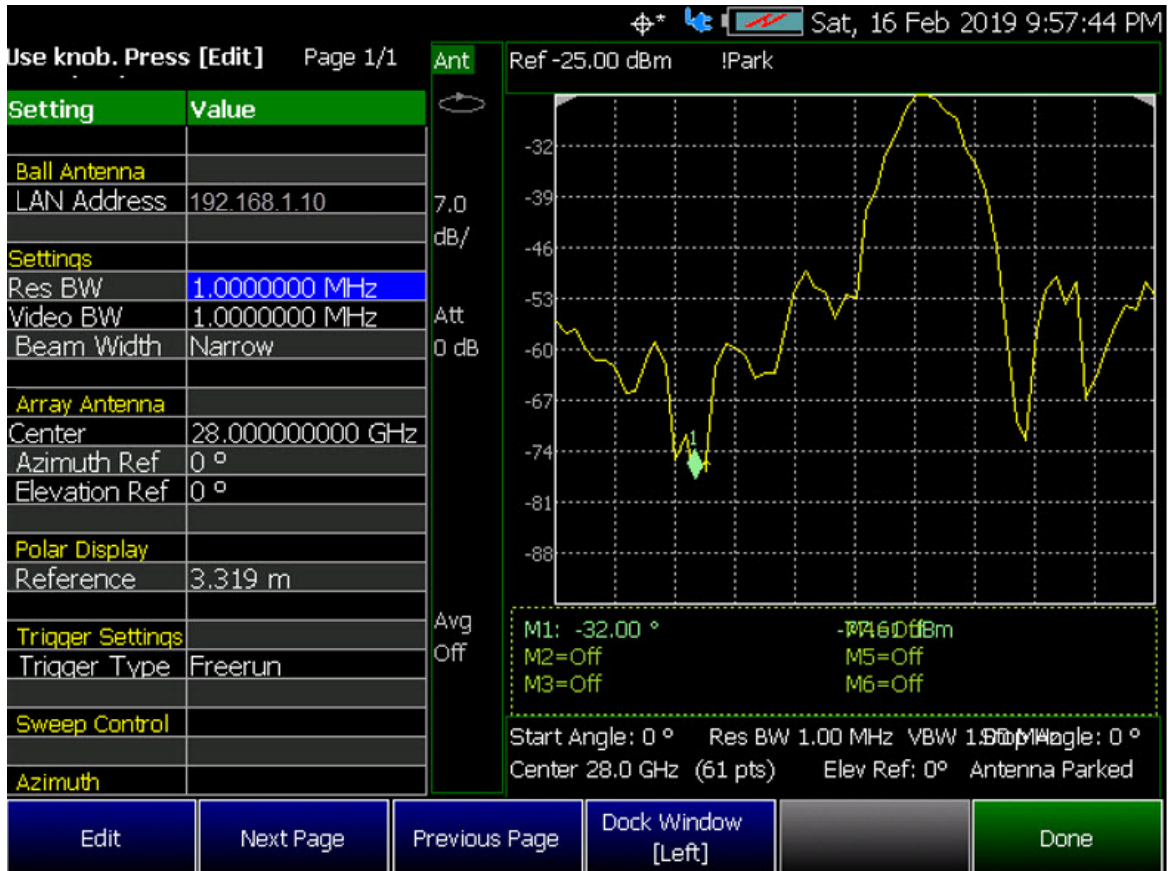 Sat, 16 Feb 2019 9:57:44 PM
Use knob. Press [Edit] Page 1/1
Setting Value
Ball Antenna
LAN Address 192.168.1.10
Settings
Res BW 1.0000000 MHz
Video BW 1.0000000 MHz
Beam Width Narrow
Array Antenna
Center 28.000000000 GHz
Azimuth Ref 0 º
Elevation Ref 0 º
Polar Display
Reference 3.319 m
Trigger Settings
Trigger Type Freerun
Sweep Control
Azimuth
Ant
7.0
dB/
Att
0 dB
Avg
Off
Ref -25.00 dBm !Park
-32
-39
-46
-53
-60
-67
-74
-81
-88
1
M1: -32.00 º
M2=Off M5=Off
M3=Off M6=Off
Start Angle: 0 º Res BW 1.00 MHz VBW
Center 28.0 GHz (61 pts) Elev Ref: 0º Antenna Parked
Edit
Next Page
Previous Page
Dock Window
[Left]
Done